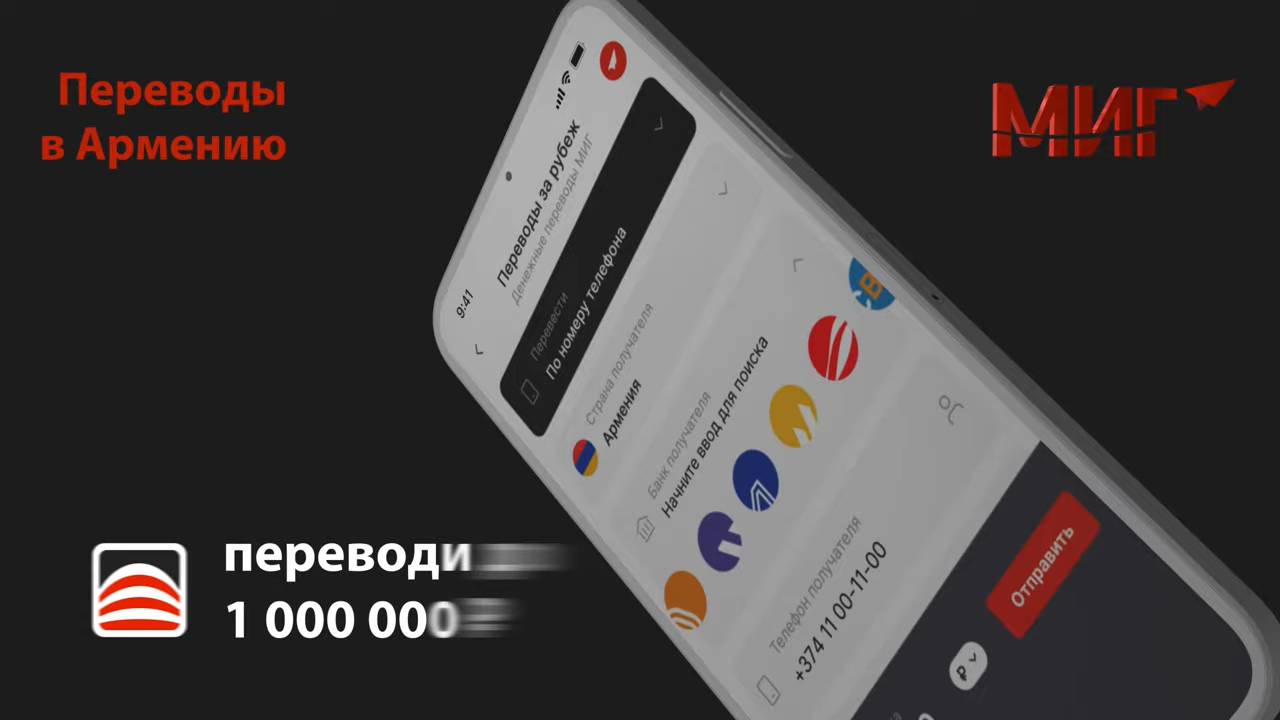 Переводы
в Армению
МИГ
9:41
Переводы за рубеж
Денежные переводы МИГ
Перевести
По номеру телефона
Страна получателя
Армения
Банк получателя
Начните ввод для поиска
Телефон получателя
+374 11 00-11-00
₽
Отправить
переводи
1 000 000